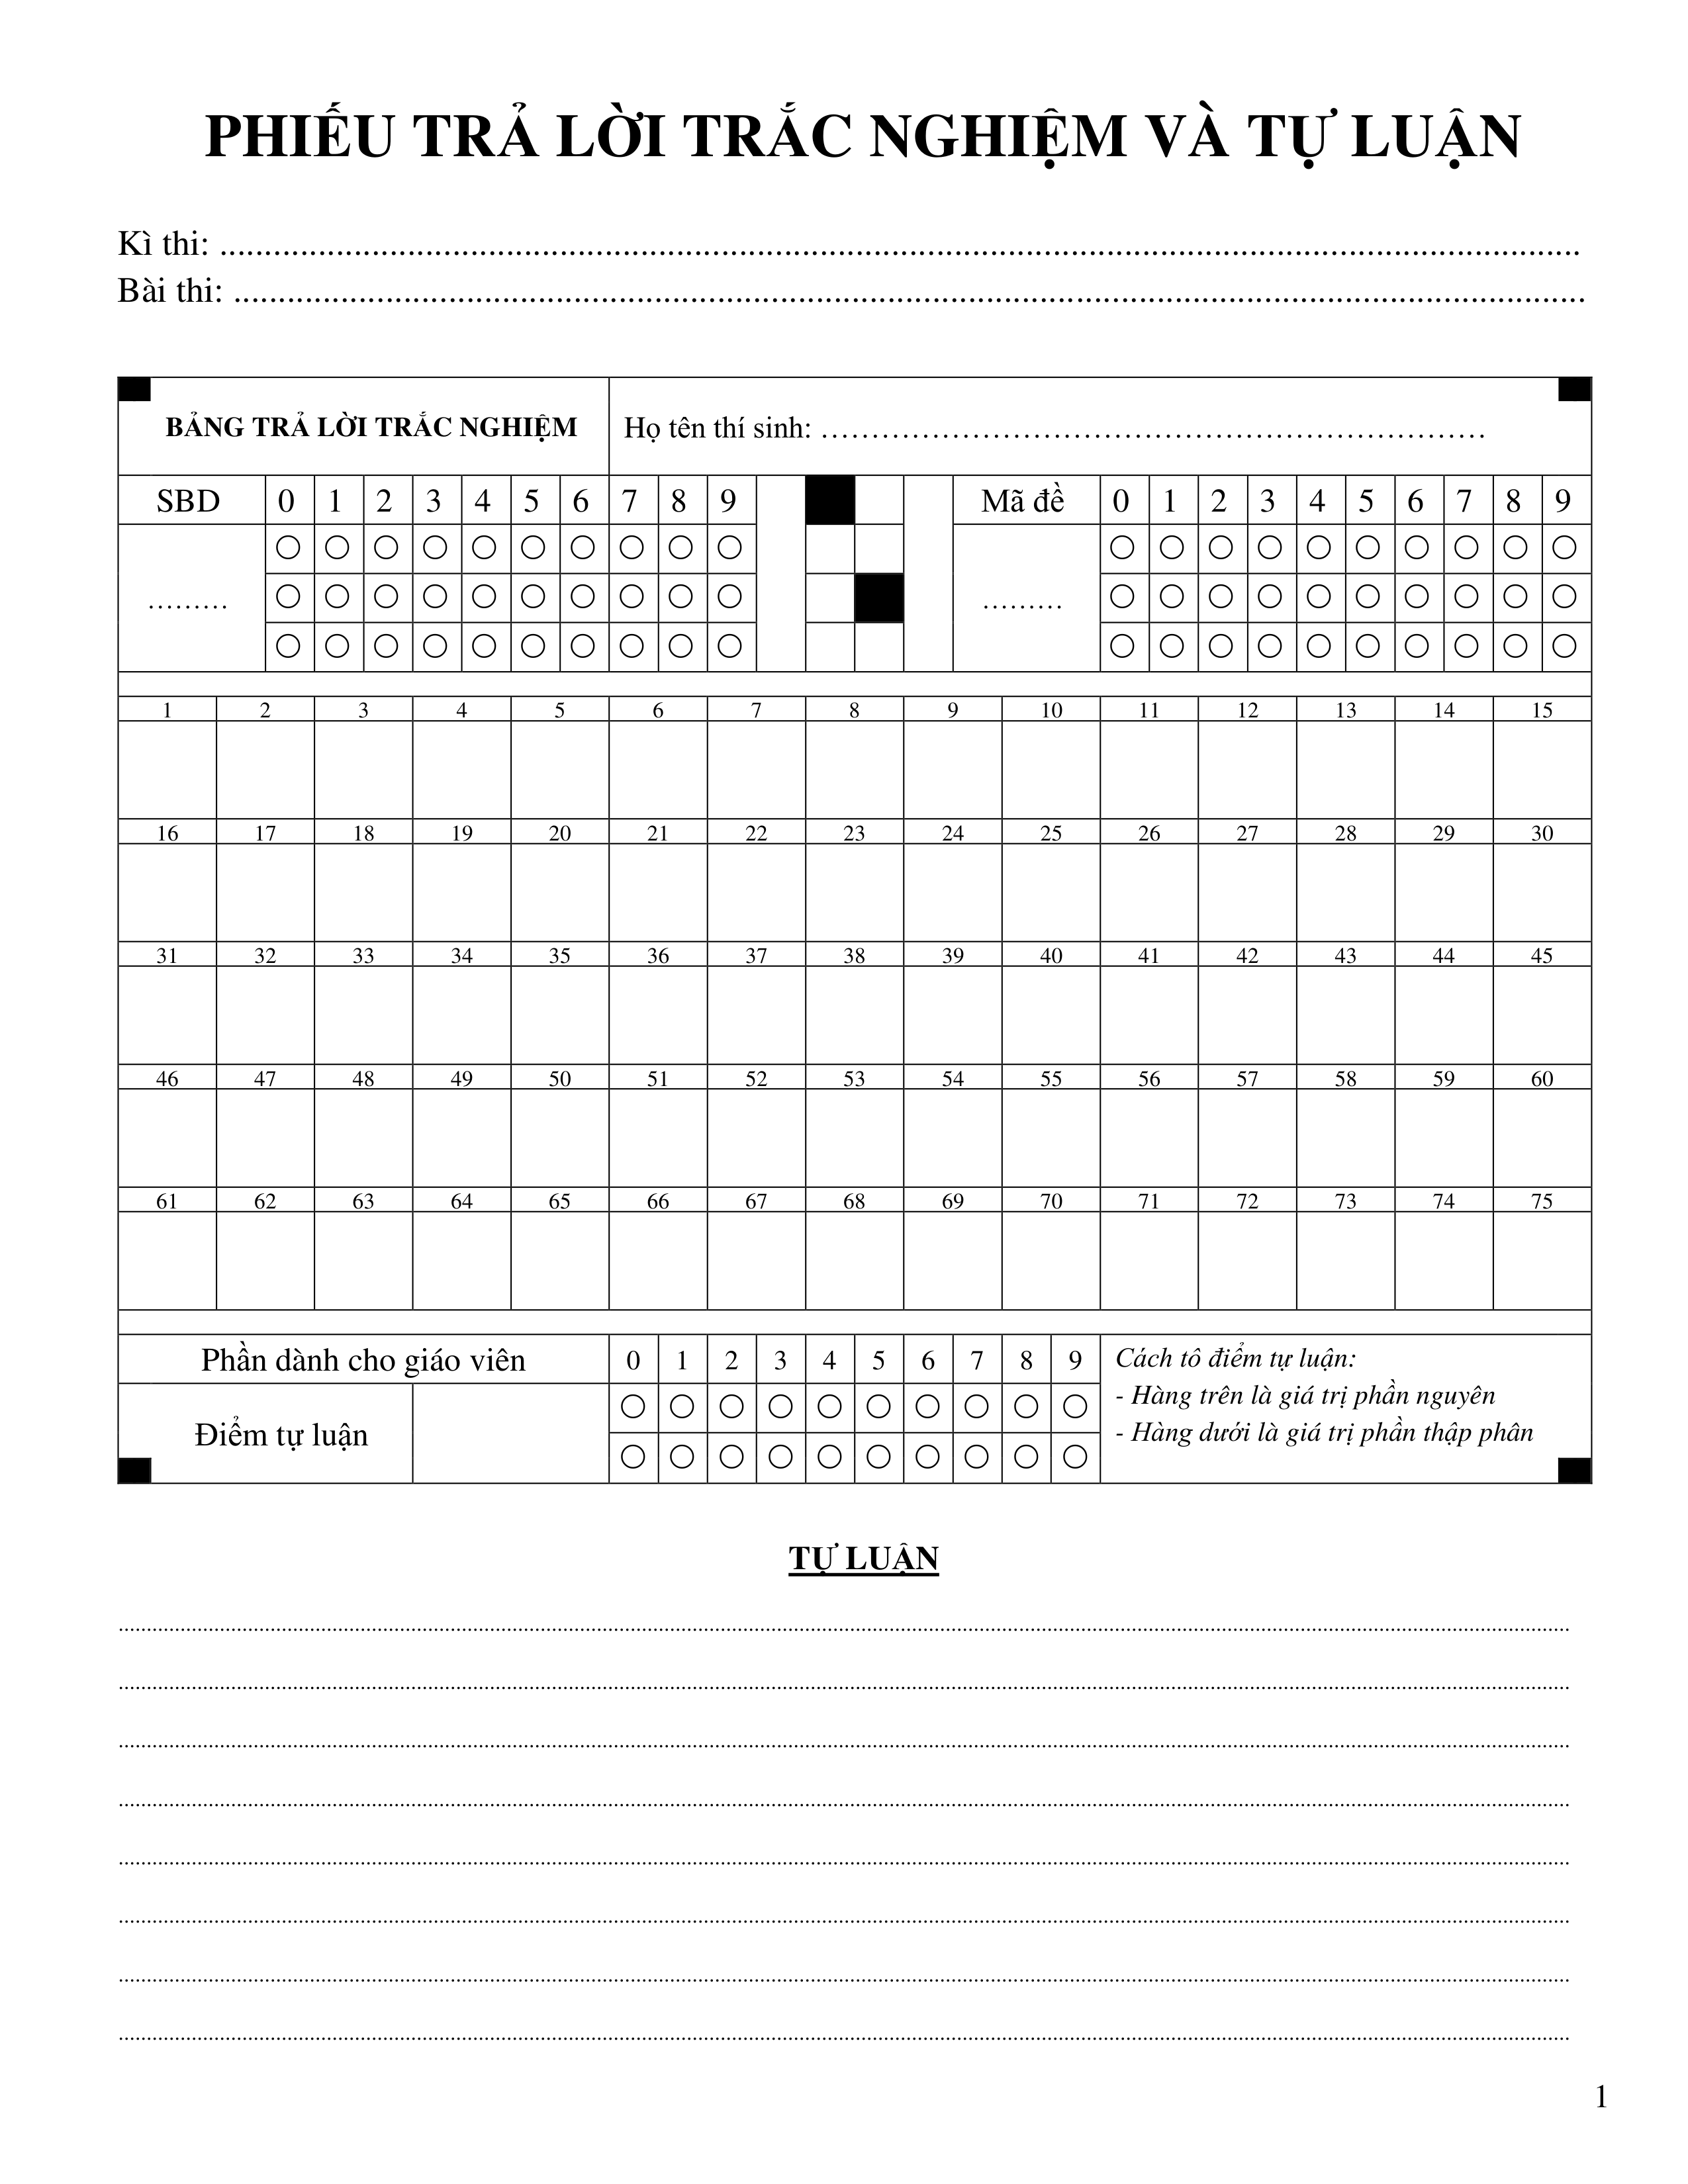 PHIẾU TRẢ LỜI TRẮC NGHIỆM VÀ TỰ LUẬN
Kì thi: ........................................................................................................................................................
Bài thi: .......................................................................................................................................................
BẢNG TRẢ LỜI TRẮC NGHIỆM Họ tên thí sinh: ……………………………………………………………
SBD 0 1 2 3 4 5 6 7 8 9 Mã đề 0 1 2 3 4 5 6 7 8 9
……… ………
1 2 3 4 5 6 7 8 9 10 11 12 13 14 15
16 17 18 19 20 21 22 23 24 25 26 27 28 29 30
31 32 33 34 35 36 37 38 39 40 41 42 43 44 45
46 47 48 49 50 51 52 53 54 55 56 57 58 59 60
61 62 63 64 65 66 67 68 69 70 71 72 73 74 75
Phần dành cho giáo viên 0 1 2 3 4 5 6 7 8 9 Cách tô điểm tự luận:
- Hàng trên là giá trị phần nguyên
Điểm tự luận - Hàng dưới là giá trị phần thập phân
TỰ LUẬN
1